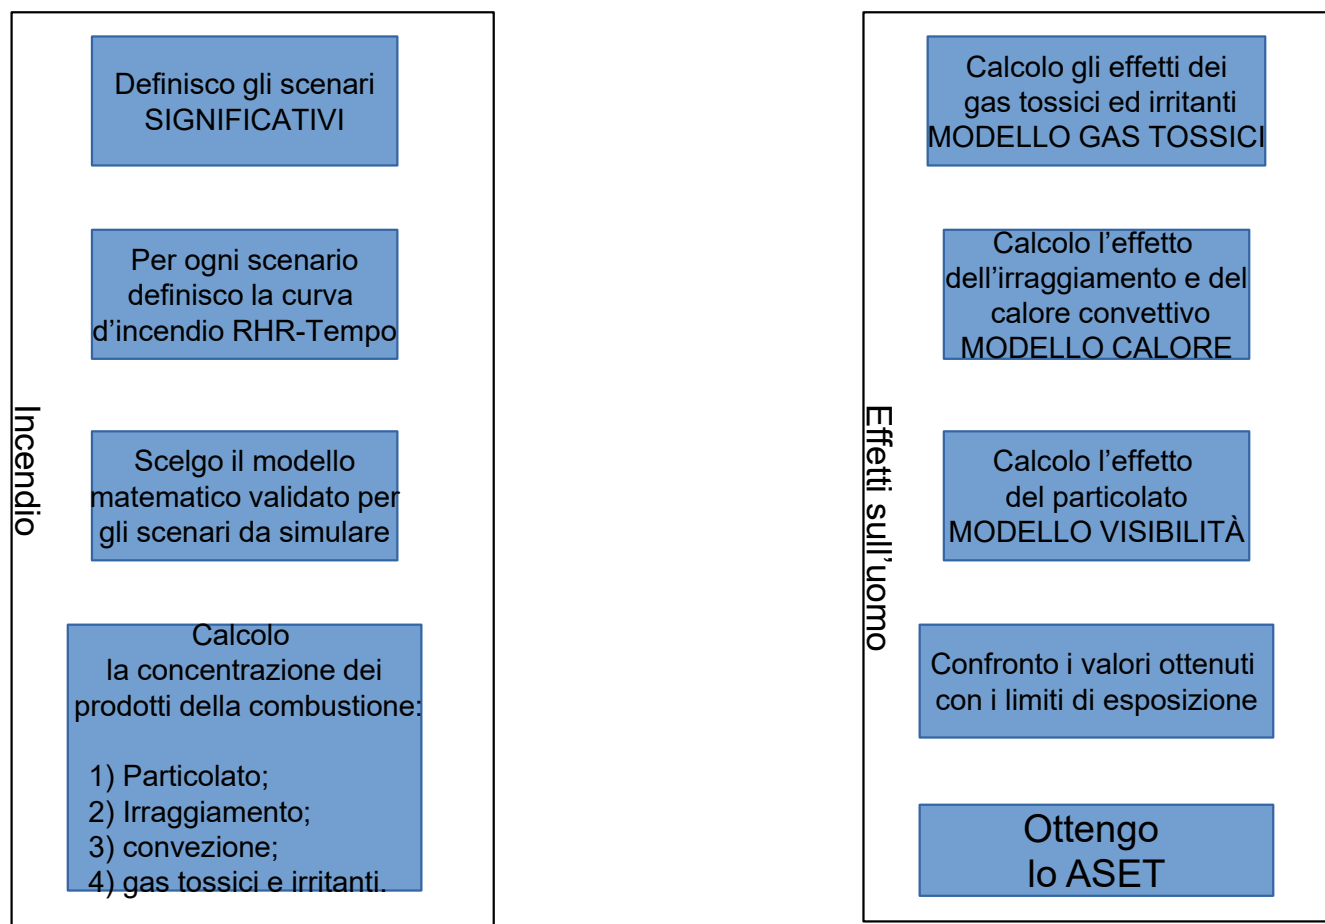 Incendio
Definisco gli scenari
SIGNIFICATIVI
Per ogni scenario
definisco la curva
d’incendio RHR-Tempo
Scelgo il modello
matematico validato per
gli scenari da simulare
Calcolo
la concentrazione dei
prodotti della combustione:
1) Particolato;
2) Irraggiamento;
3) convezione;
4) gas tossici e irritanti.
Effetti sull’uomo
Calcolo gli effetti dei
gas tossici ed irritanti
MODELLO GAS TOSSICI
Calcolo l’effetto
dell’irraggiamento e del
calore convettivo
MODELLO CALORE
Calcolo l’effetto
del particolato
MODELLO VISIBILITÀ
Confronto i valori ottenuti
con i limiti di esposizione
Ottengo
lo ASET